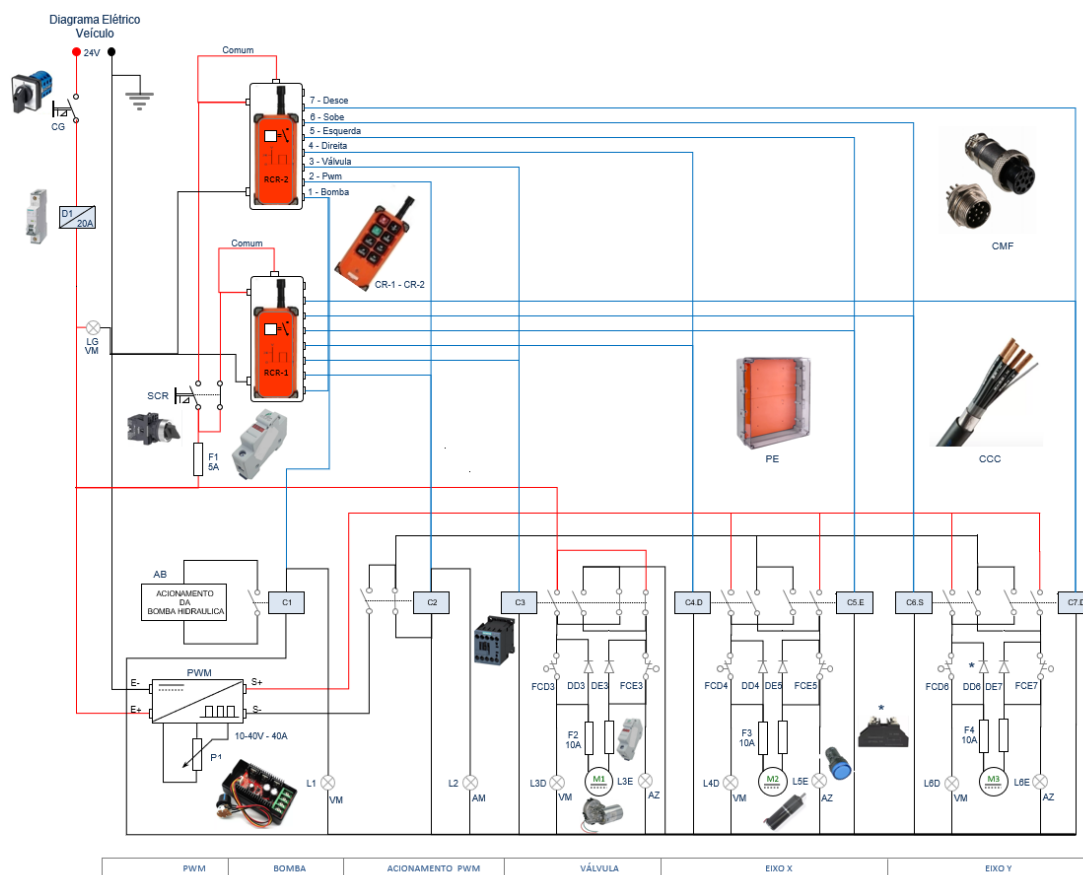 Diagrama Elétrico
Veículo
24V
CG
D1
20A
LG
VM
Comum
RCR-2
7 - Desce
6 - Sobe
5 - Esquerda
4 - Direita
3 - Válvula
2 - Pwm
1 - Bomba
CR-1 - CR-2
Comum
RCR-1
SCR
F1
5A
CMF
PE
CCC
AB
ACIONAMENTO
DA
BOMBA HIDRAULICA
C1
C2
C3
C4.D
C5.E
C6.S
C7.D
PWM
E-
E+
S+
S-
10-40V - 40A
P1
FCD3
DD3
DE3
FCE3
FCD4
DD4
DE5
FCE5
*
*
FCD6
DD6
DE7
FCE7
F2
10A
F3
10A
F4
10A
L1
VM
L2
AM
L3D
VM
M1
L3E
AZ
L4D
VM
M2
L5E
AZ
L6D
VM
M3
L6E
AZ
PWM
BOMBA
ACIONAMENTO PWM
VÁLVULA
EIXO X
EIXO Y